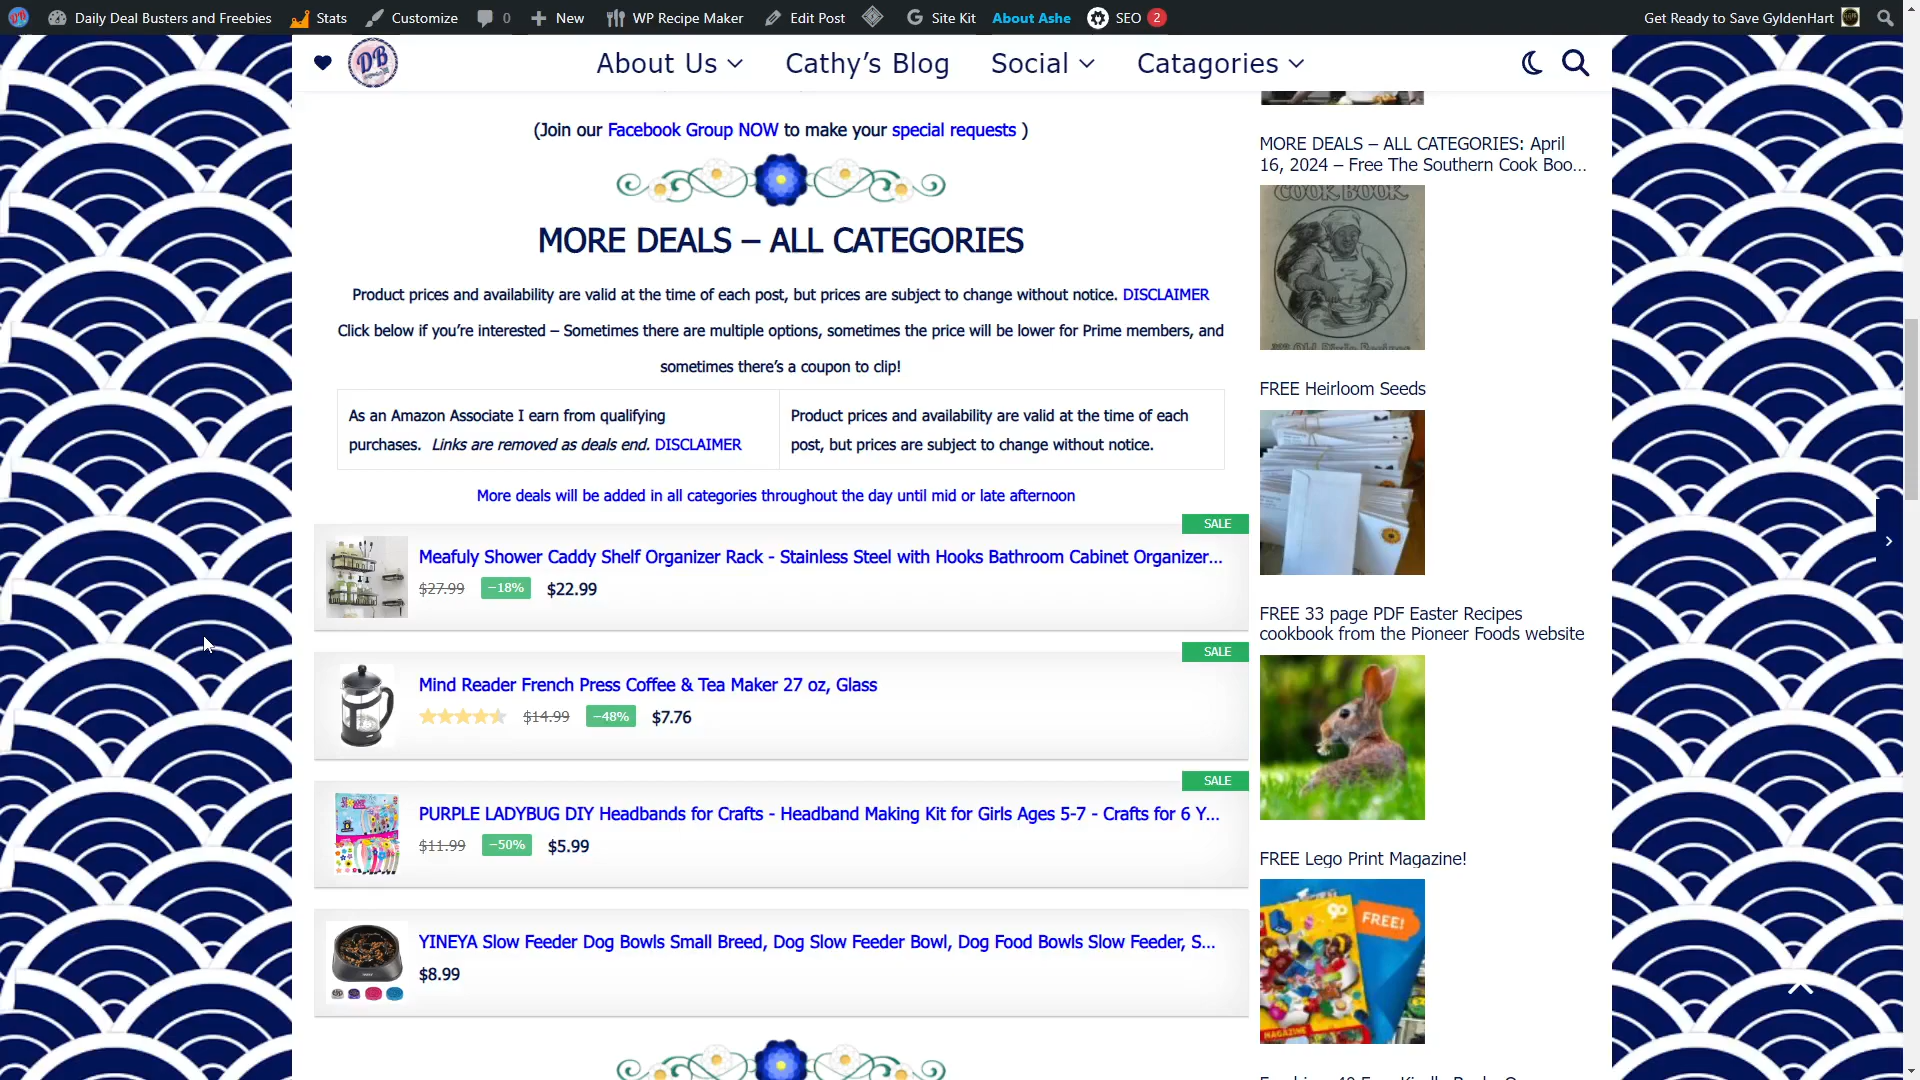 Daily Deal Busters and Freebies Stats Customize 0 New WP Recipe Maker Edit Post Site Kit About Ashe SEO 2 Get Ready to Save GyldenHart
DB
About Us Cathy’s Blog Social Catagories
(Join our Facebook Group NOW to make your special requests )
MORE DEALS – ALL CATEGORIES
Product prices and availability are valid at the time of each post, but prices are subject to change without notice. DISCLAIMER
Click below if you’re interested – Sometimes there are multiple options, sometimes the price will be lower for Prime members, and
sometimes there’s a coupon to clip!
As an Amazon Associate I earn from qualifying
purchases. Links are removed as deals end. DISCLAIMER
Product prices and availability are valid at the time of each
post, but prices are subject to change without notice.
More deals will be added in all categories throughout the day until mid or late afternoon
SALE
Meafuly Shower Caddy Shelf Organizer Rack - Stainless Steel with Hooks Bathroom Cabinet Organizer...
$27.99 −18% $22.99
SALE
Mind Reader French Press Coffee & Tea Maker 27 oz, Glass
$14.99 −48% $7.76
SALE
PURPLE LADYBUG DIY Headbands for Crafts - Headband Making Kit for Girls Ages 5-7 - Crafts for 6 Y...
$11.99 −50% $5.99
YINEYA Slow Feeder Dog Bowls Small Breed, Dog Slow Feeder Bowl, Dog Food Bowls Slow Feeder, S...
$8.99
MORE DEALS – ALL CATEGORIES: April
16, 2024 – Free The Southern Cook Boo...
COOK BOOK
FREE Heirloom Seeds
FREE 33 page PDF Easter Recipes
cookbook from the Pioneer Foods website
FREE Lego Print Magazine!
FREE!
MAGAZINE